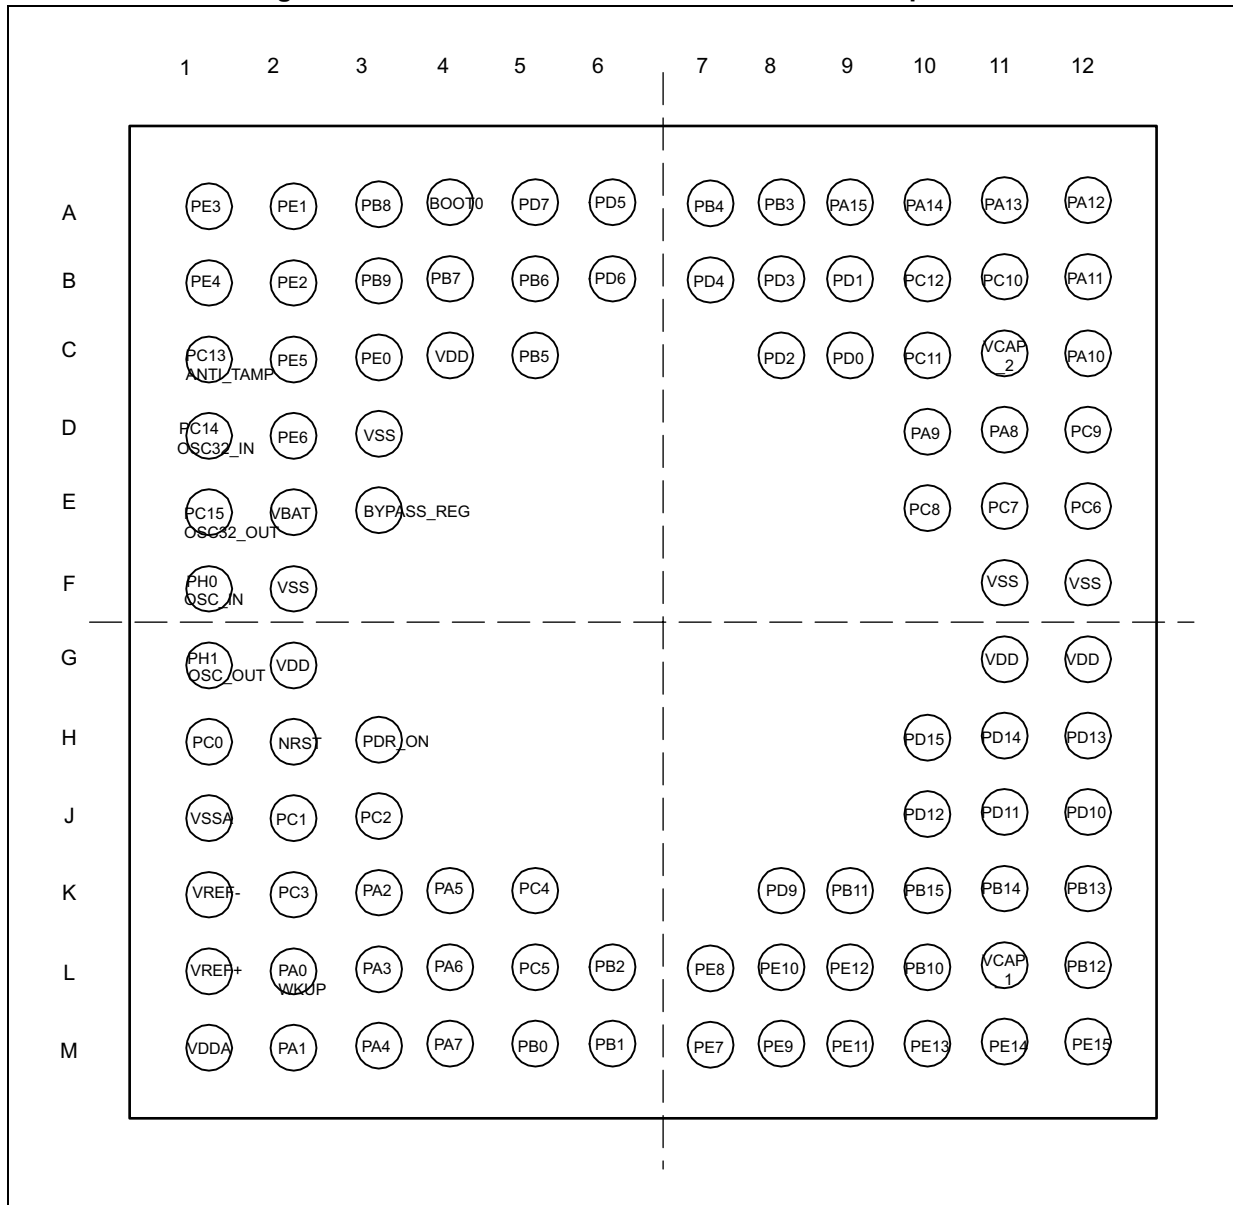 1 2 3 4 5 6 7 8 9 10 11 12
A PE3 PE1 PB8 BOOT0 PD7 PD5 PB4 PB3 PA15 PA14 PA13 PA12
B PE4 PE2 PB9 PB7 PB6 PD6 PD4 PD3 PD1 PC12 PC10 PA11
C PC13 PE5 PE0 VDD PB5 PD2 PD0 PC11 VCAP PA10
ANTI_TAMP _2
D PC14 PE6 VSS PA9 PA8 PC9
OSC32_IN
E PC15 VBAT BYPASS_REG PC8 PC7 PC6
OSC32_OUT
F PH0 VSS VSS VSS
OSC_IN
G PH1 VDD VDD VDD
OSC_OUT
H PC0 NRST PDR_ON PD15 PD14 PD13
J VSSA PC1 PC2 PD12 PD11 PD10
K VREF- PC3 PA2 PA5 PC4 PD9 PB11 PB15 PB14 PB13
L VREF+ PA0 PA3 PA6 PC5 PB2 PE8 PE10 PE12 PB10 VCAP PB12
WKUP _1
M VDDA PA1 PA4 PA7 PB0 PB1 PE7 PE9 PE11 PE13 PE14 PE15